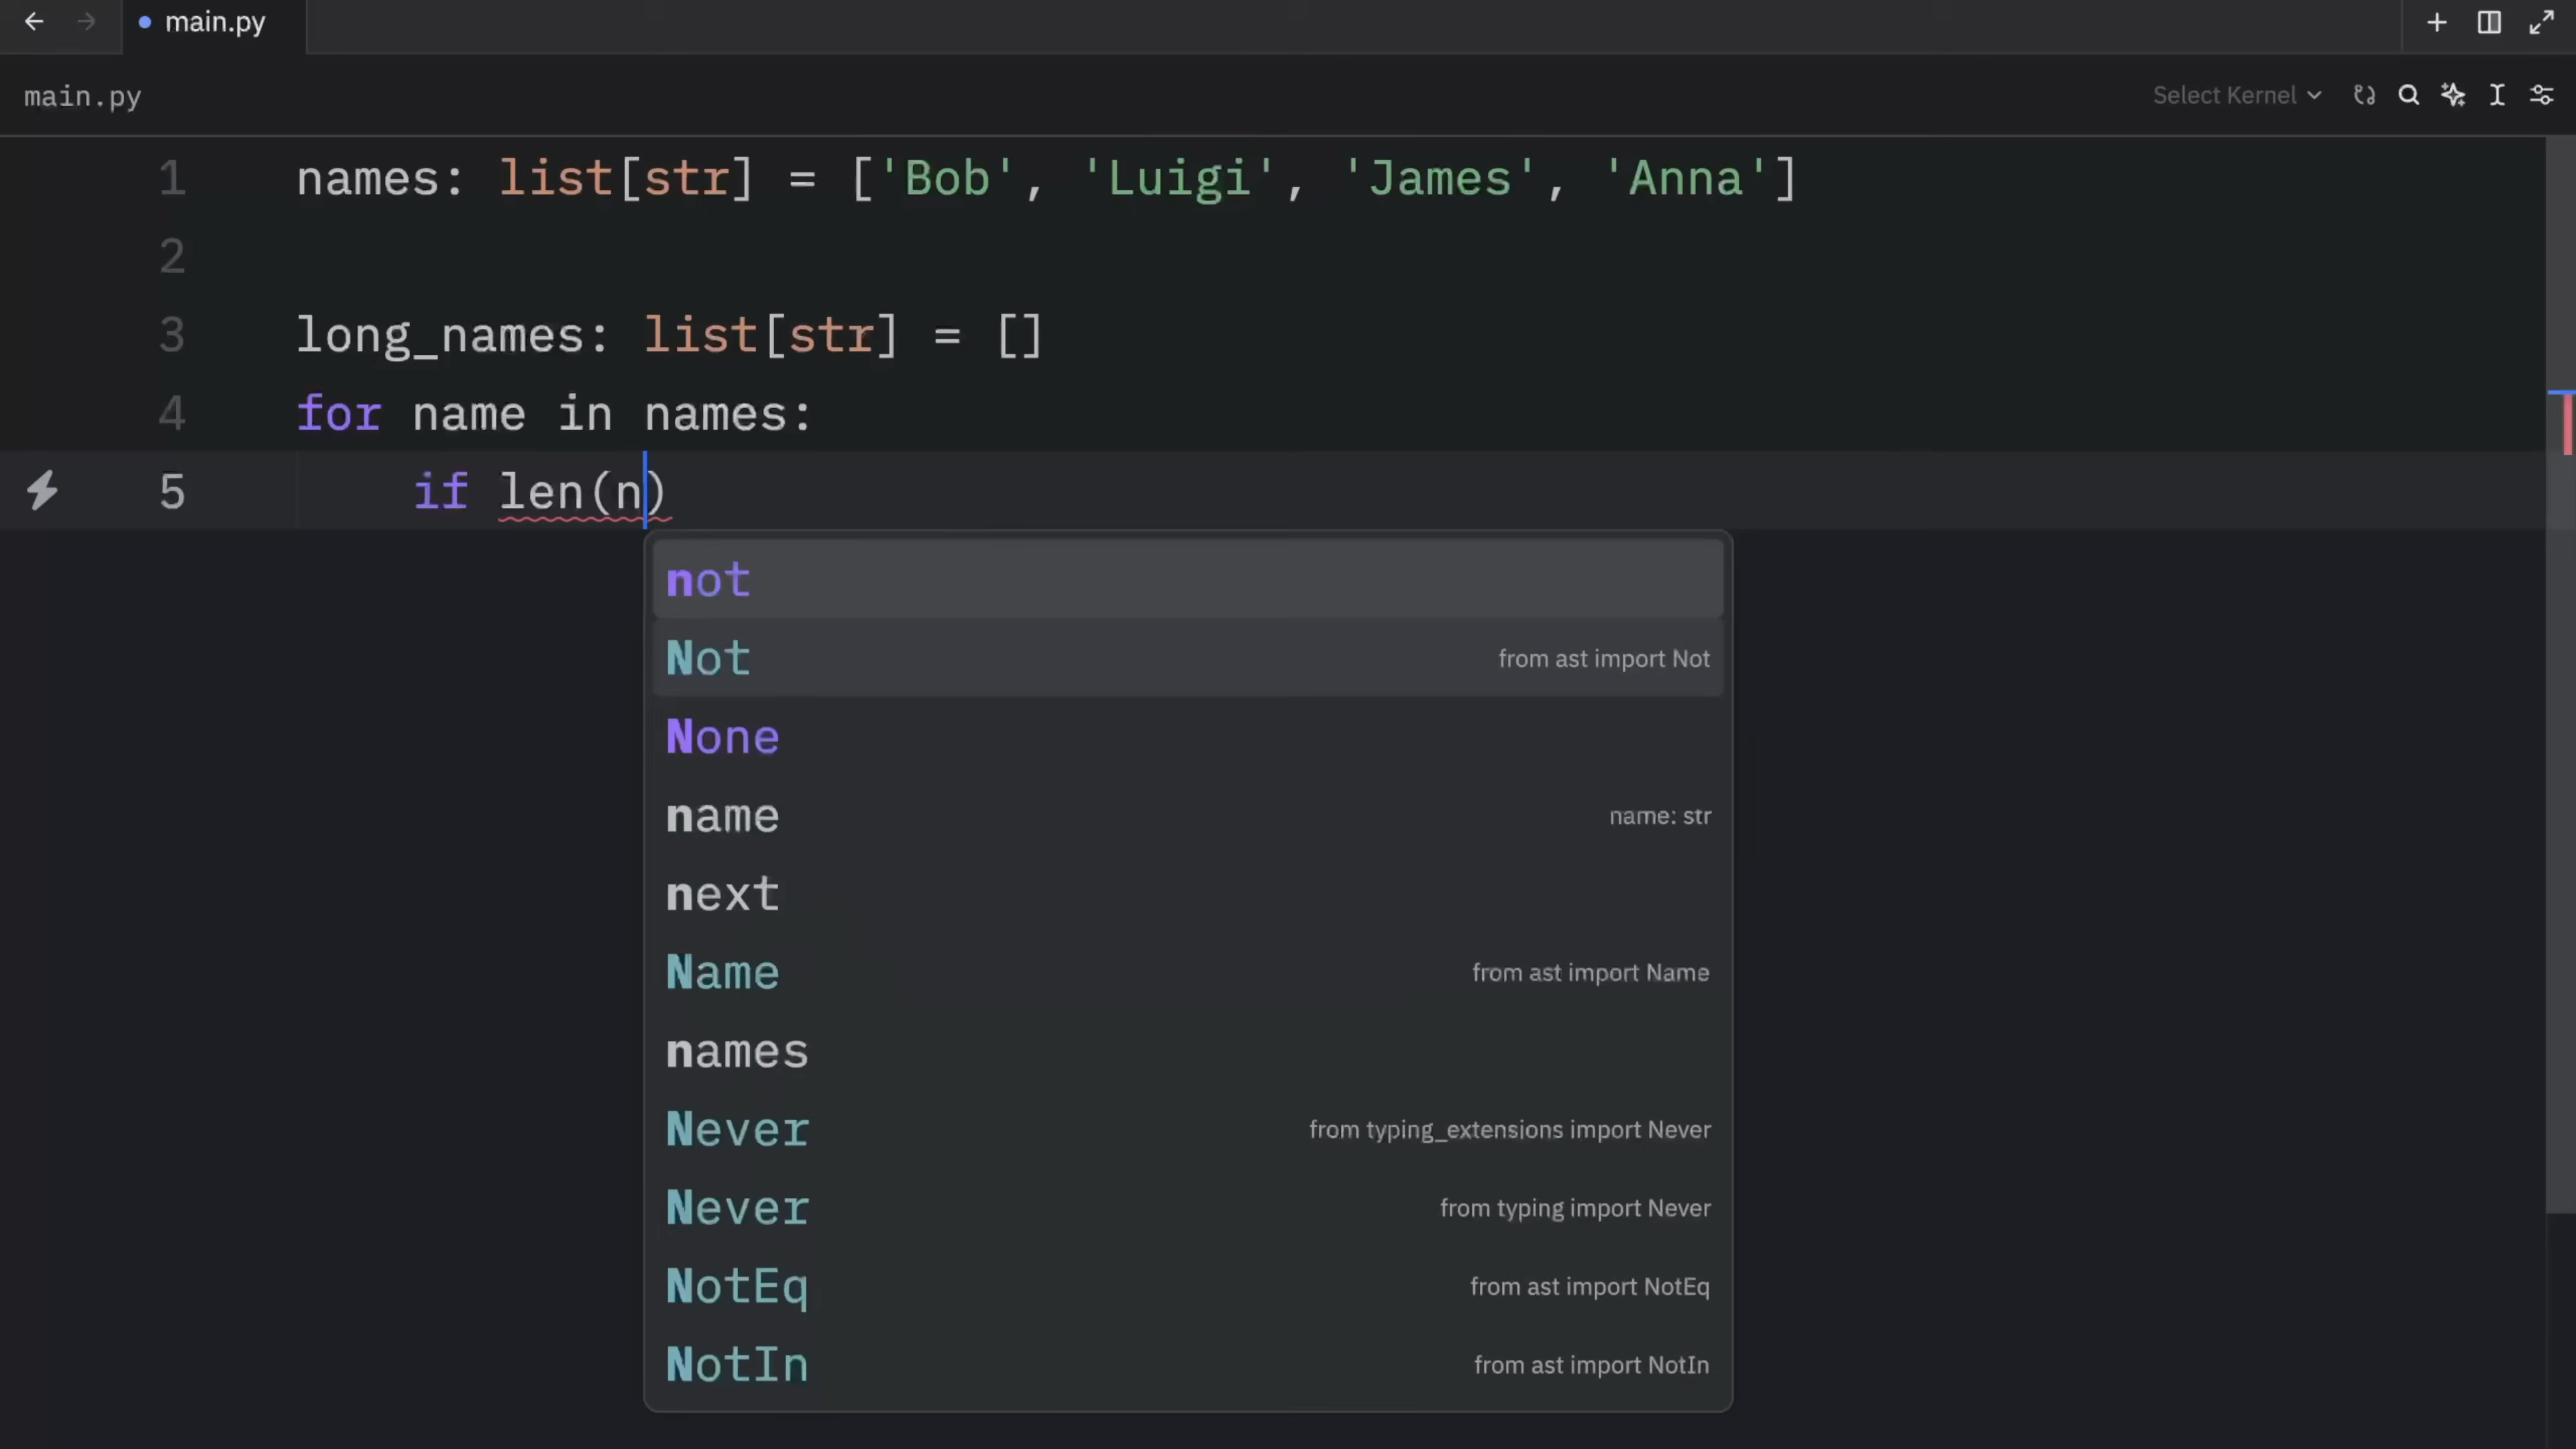 main.py
main.py
Select Kernel
1 names: list[str] = ['Bob', 'Luigi', 'James', 'Anna']
2
3 long_names: list[str] = []
4 for name in names:
5     if len(n)
not
Not from ast import Not
None
name name: str
next
Name from ast import Name
names
Never from typing_extensions import Never
Never from typing import Never
NotEq from ast import NotEq
NotIn from ast import NotIn